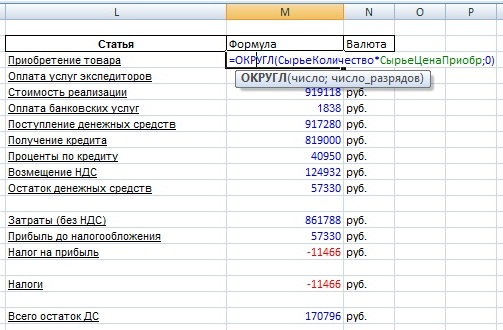 L M N O P
Статья Формула Валюта
Приобретение товара =ОКРУГЛ(СырьеКоличество*СырьеЦенаПриобр;0)
Оплата услуг экспедиторов ОКРУГЛ(число; число_разрядов)
Стоимость реализации 919118 руб.
Оплата банковских услуг 1838 руб.
Поступление денежных средств 917280 руб.
Получение кредита 819000 руб.
Проценты по кредиту 40950 руб.
Возмещение НДС 124932 руб.
Остаток денежных средств 57330 руб.
Затраты (без НДС) 861788 руб.
Прибыль до налогообложения 57330 руб.
Налог на прибыль -11466 руб.
Налоги -11466 руб.
Всего остаток ДС 170796 руб.